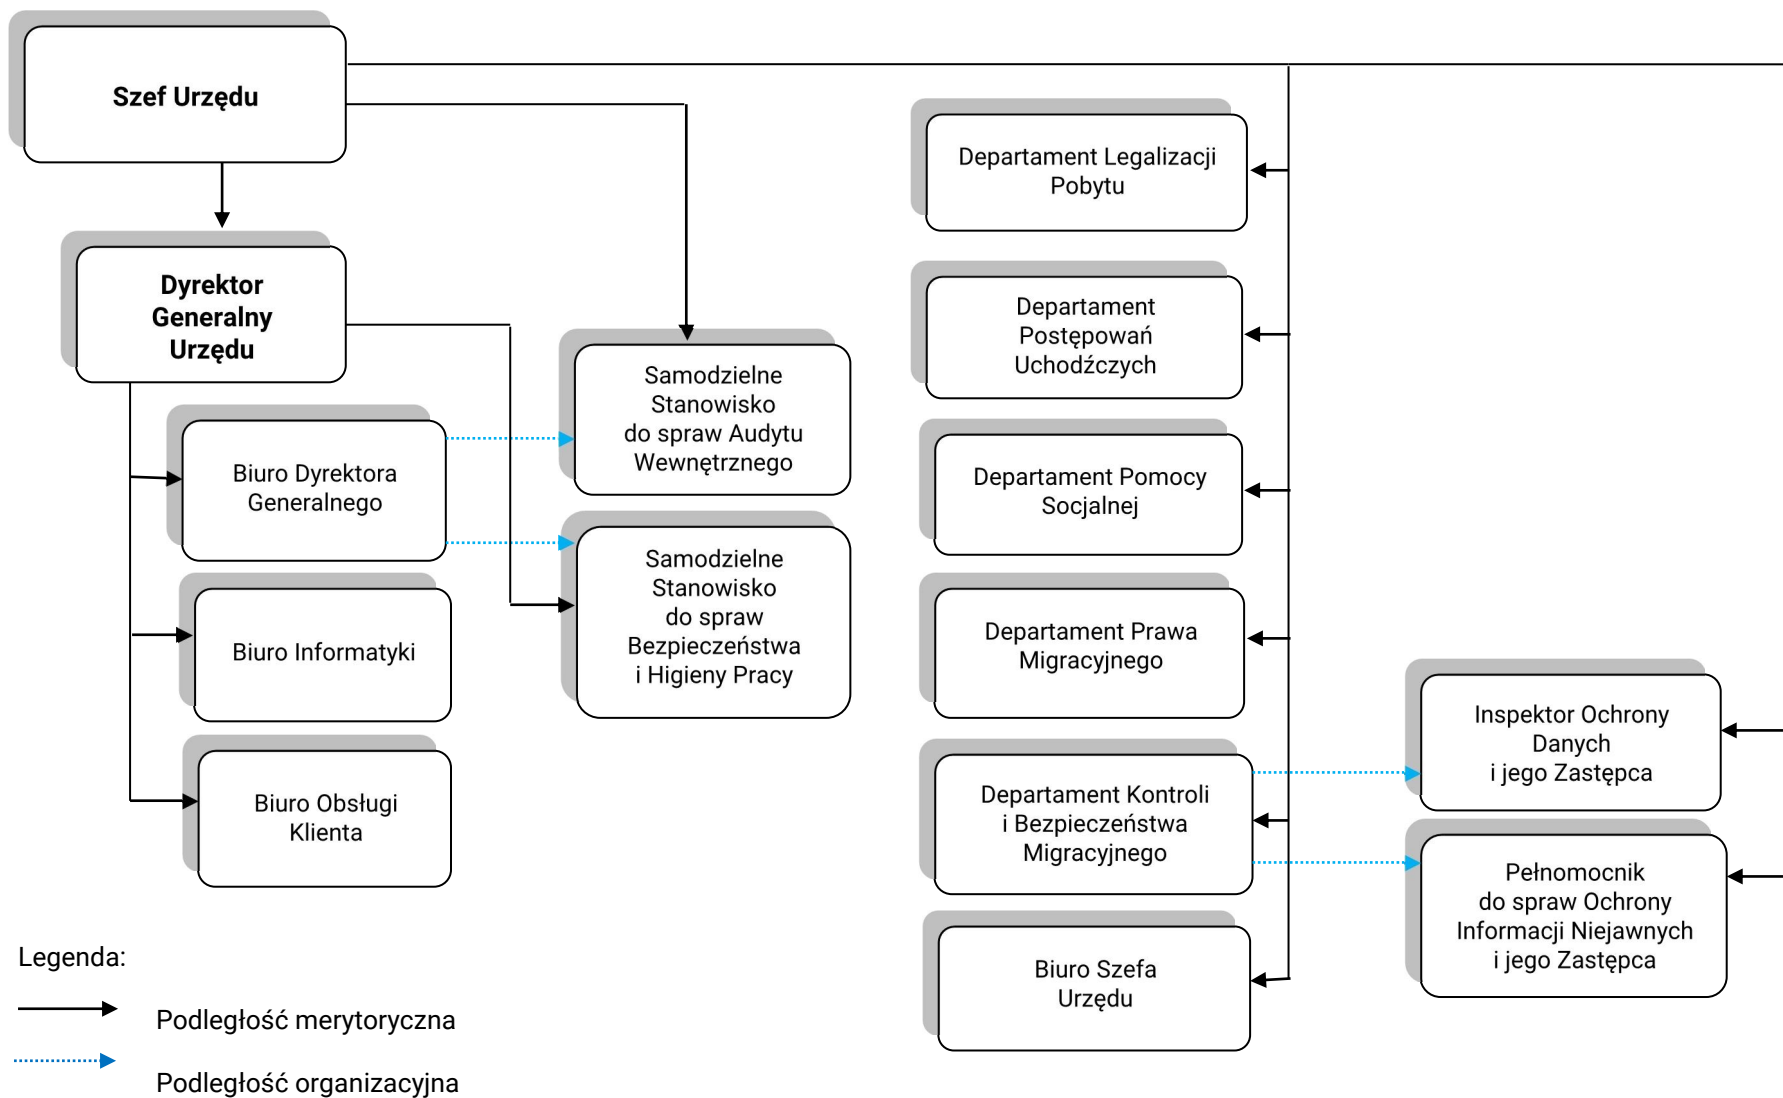 Szef Urzędu
Dyrektor
Generalny
Urzędu
Biuro Dyrektora
Generalnego
Biuro Informatyki
Biuro Obsługi
Klienta
Samodzielne
Stanowisko
do spraw Audytu
Wewnętrznego
Samodzielne
Stanowisko
do spraw
Bezpieczeństwa
i Higieny Pracy
Departament Legalizacji
Pobytu
Departament
Postępowań
Uchodźczych
Departament Pomocy
Socjalnej
Departament Prawa
Migracyjnego
Departament Kontroli
i Bezpieczeństwa
Migracyjnego
Biuro Szefa
Urzędu
Inspektor Ochrony
Danych
i jego Zastępca
Pełnomocnik
do spraw Ochrony
Informacji Niejawnych
i jego Zastępca
Legenda:
Podległość merytoryczna
Podległość organizacyjna